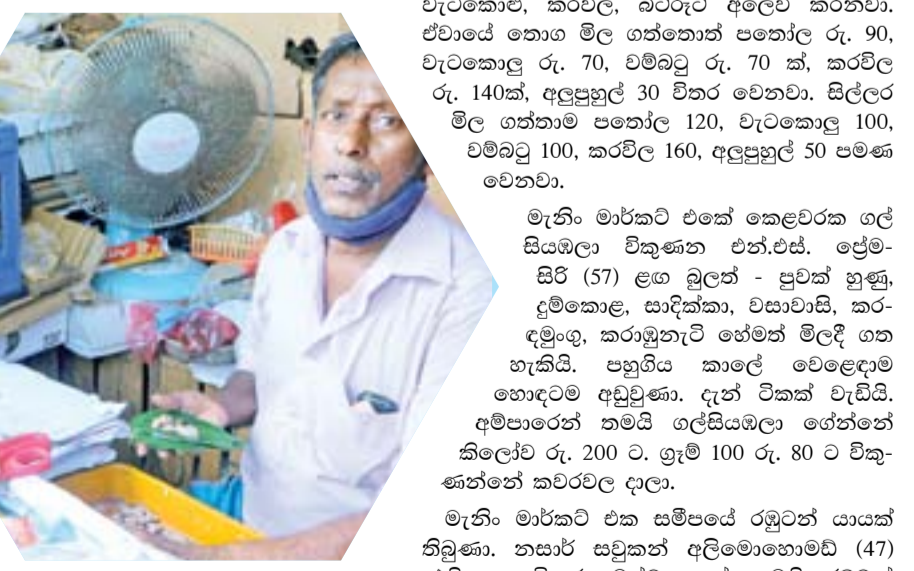 වැටකොළු, කරවිල, බටරූට් අලෙවි කරනවා.
ඒවායේ තොග මිල ගත්තොත් පතෝල රු. 90,
වැටකොලු රු. 70, වම්බටු රු. 70 ක්, කරවිල
රු. 140ක්, අලුපුහුල් 30 විතර වෙනවා. සිල්ලර
මිල ගත්තාම පතෝල 120, වැටකොලු 100,
වම්බටු 100, කරවිල 160, අලුපුහුල් 50 පමණ
වෙනවා.
මැනිං මාර්කට් එකේ කෙළවරක ගල්
සියඹලා විකුණන එන්.එස්. ප්‍රේම-
සිරි (57) ළඟ බුලත් - පුවක් හුණු,
දුම්කොළ, සාදික්කා, වසාවාසි, කර-
ඳමුංගු, කරාඹුනැටි හේමත් මිලදී ගත
හැකියි. පහුගිය කාලේ වෙළෙඳාම
හොඳටම අඩුවුණා. දැන් ටිකක් වැඩියි.
අම්පාරෙන් තමයි ගල්සියඹලා ගේන්නේ
කිලෝව රු. 200 ට. ග්‍රෑම් 100 රු. 80 ට විකු-
ණන්නේ කවරවල දාලා.
මැනිං මාර්කට් එක සමීපයේ රඹුටන් යායක්
තිබුණා. නසාර් සවුකන් අලිමොහොමඩ් (47)